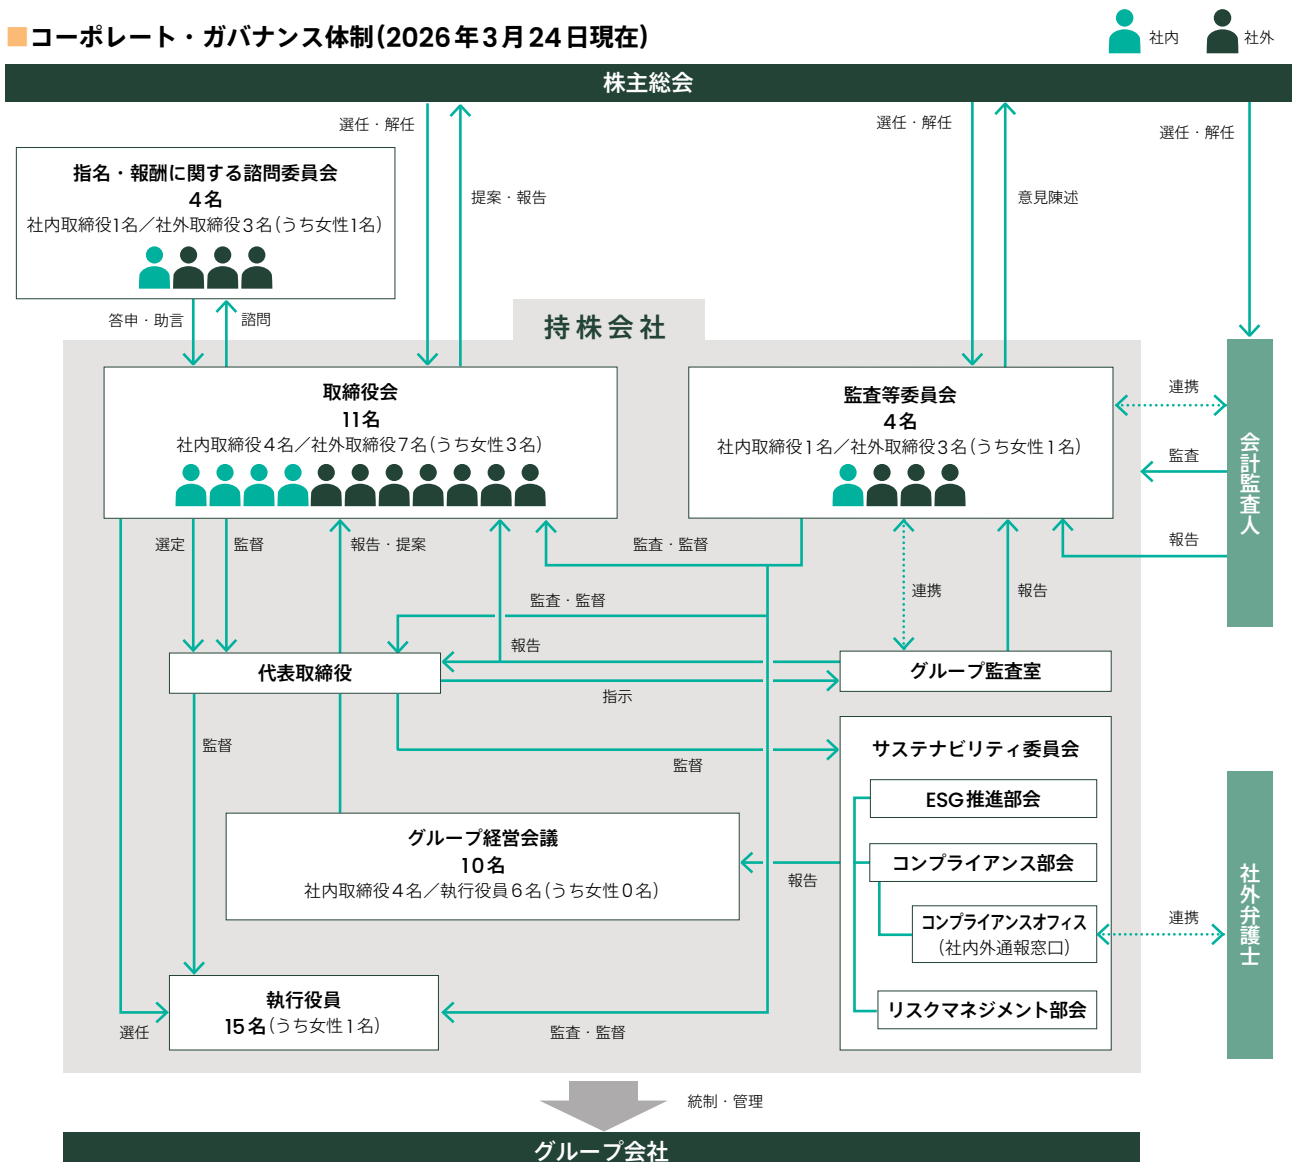 コーポレート・ガバナンス体制(2026年3月24日現在)
社内
社外
株主総会
選任・解任
提案・報告
選任・解任
意見陳述
選任・解任
指名・報酬に関する諮問委員会
4名
社内取締役1名／社外取締役3名(うち女性1名)
答申・助言
諮問
持株会社
取締役会
11名
社内取締役4名／社外取締役7名(うち女性3名)
監査等委員会
4名
社内取締役1名／社外取締役3名(うち女性1名)
連携
監査
報告
会計監査人
選定
監督
報告・提案
監査・監督
監査・監督
報告
連携
報告
代表取締役
グループ監査室
指示
監督
監督
サステナビリティ委員会
ESG推進部会
コンプライアンス部会
コンプライアンスオフィス
(社内外通報窓口)
リスクマネジメント部会
連携
社外弁護士
グループ経営会議
10名
社内取締役4名／執行役員6名(うち女性0名)
報告
執行役員
15名(うち女性1名)
選任
監査・監督
統制・管理
グループ会社